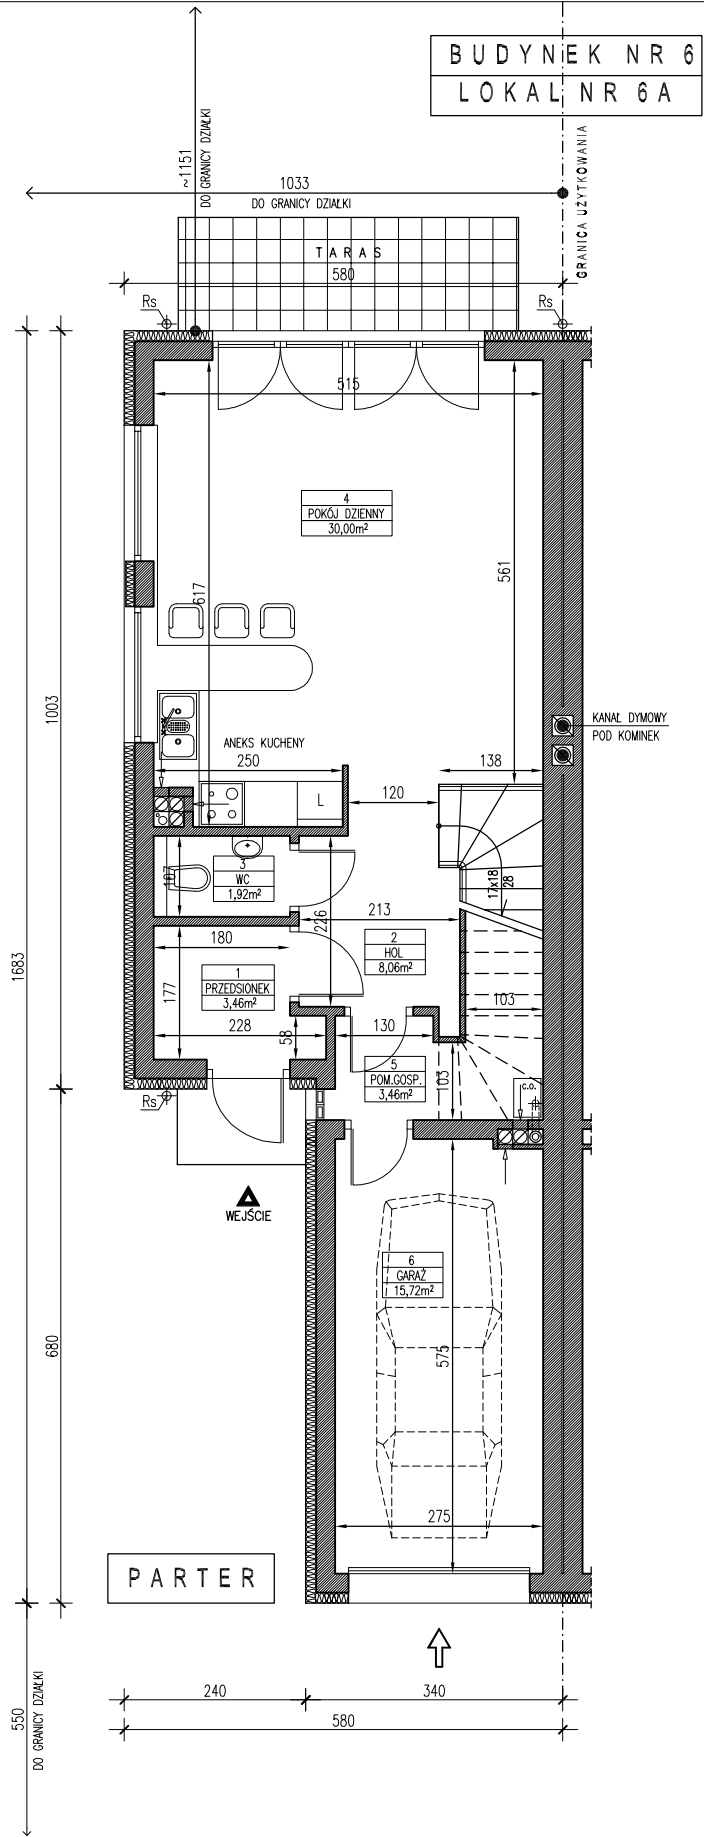 BUDYNEK NR 6
LOKAL NR 6A
~1151
DO GRANICY DZIAŁKI
1033
DO GRANICY DZIAŁKI
GRANICA UŻYTKOWANIA
TARAS
580
Rs
Rs
515
4
POKÓJ DZIENNY
30,00m²
617
561
1003
KANAŁ DYMOWY
POD KOMINEK
ANEKS KUCHENY
250
138
120
L
17x18
28
107
3
WC
1,92m²
226
213
180
2
HOL
8,06m²
1683
177
1
PRZEDSIONEK
3,46m²
103
228
58
130
5
POM.GOSP.
3,46m²
103
c.o.
Rs
WEJŚCIE
6
GARAŻ
15,72m²
680
575
275
PARTER
550
DO GRANICY DZIAŁKI
240
340
580